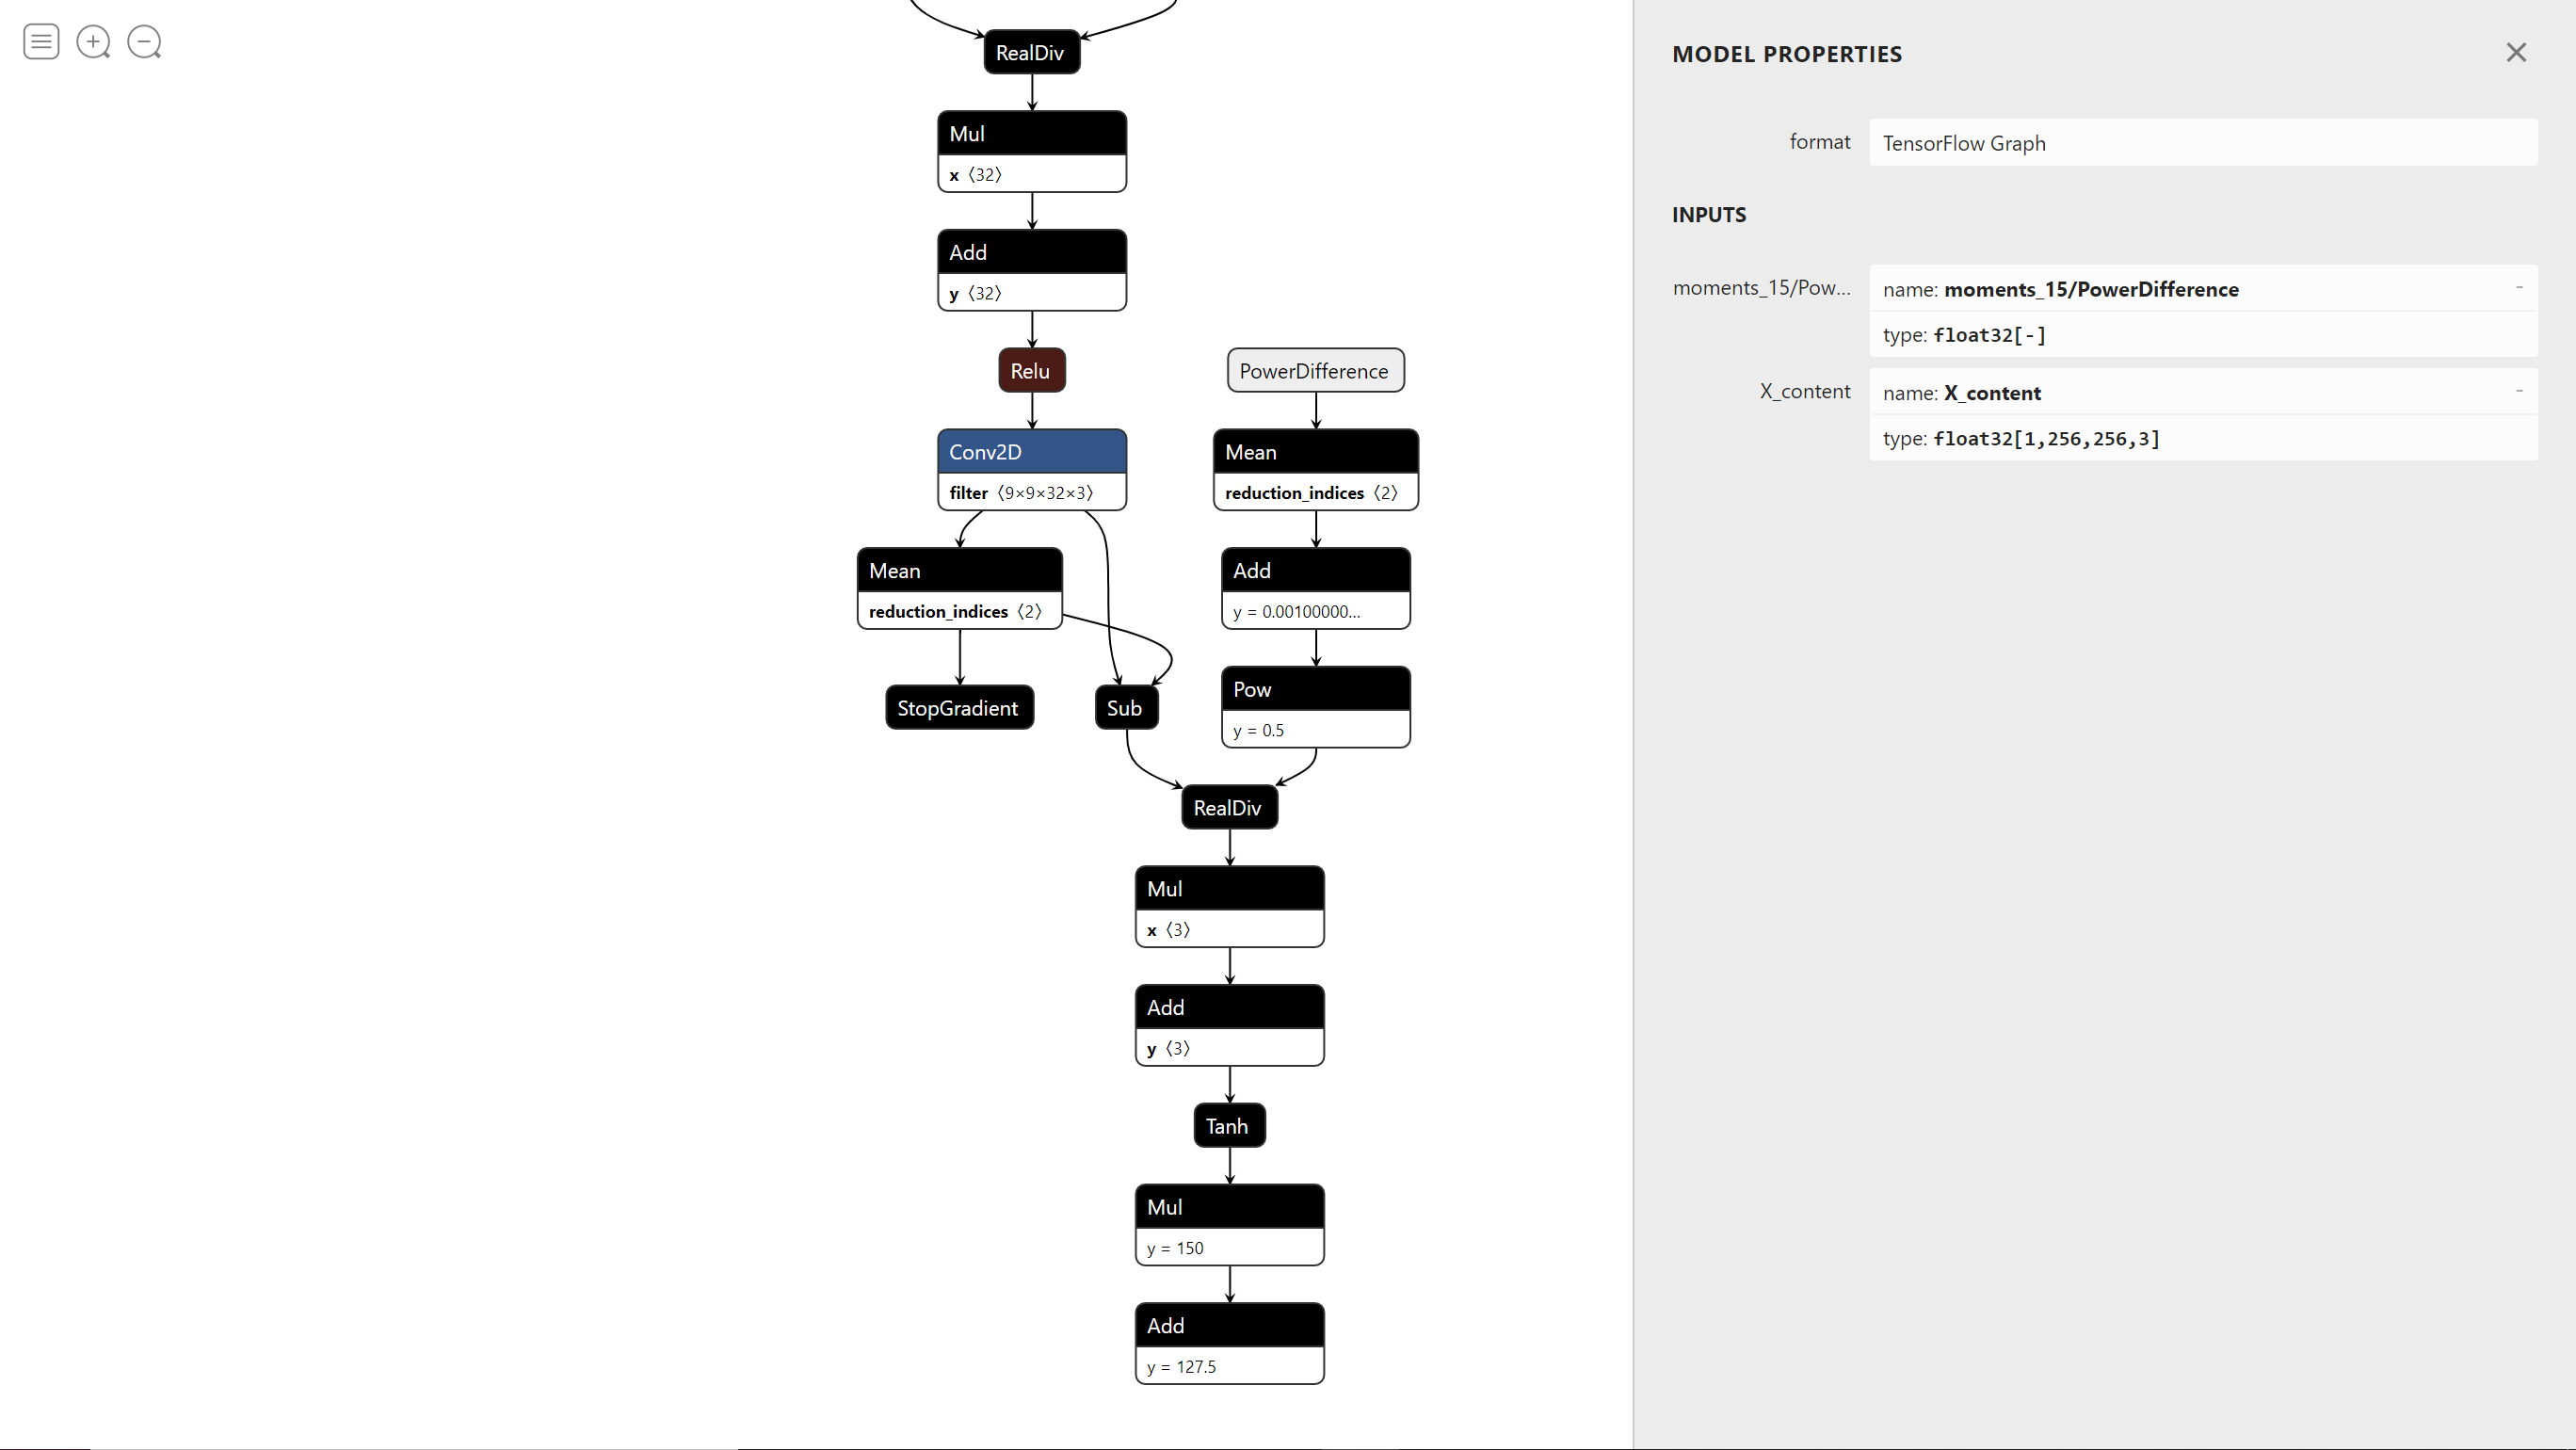 RealDiv
Mul
x 〈32〉
Add
y 〈32〉
Relu
Conv2D
filter 〈9×9×32×3〉
Mean
reduction_indices 〈2〉
StopGradient
Sub
PowerDifference
Mean
reduction_indices 〈2〉
Add
y = 0.00100000...
Pow
y = 0.5
RealDiv
Mul
x 〈3〉
Add
y 〈3〉
Tanh
Mul
y = 150
Add
y = 127.5
MODEL PROPERTIES
format TensorFlow Graph
INPUTS
moments_15/Pow... name: moments_15/PowerDifference -
type: float32[-]
X_content name: X_content -
type: float32[1,256,256,3]